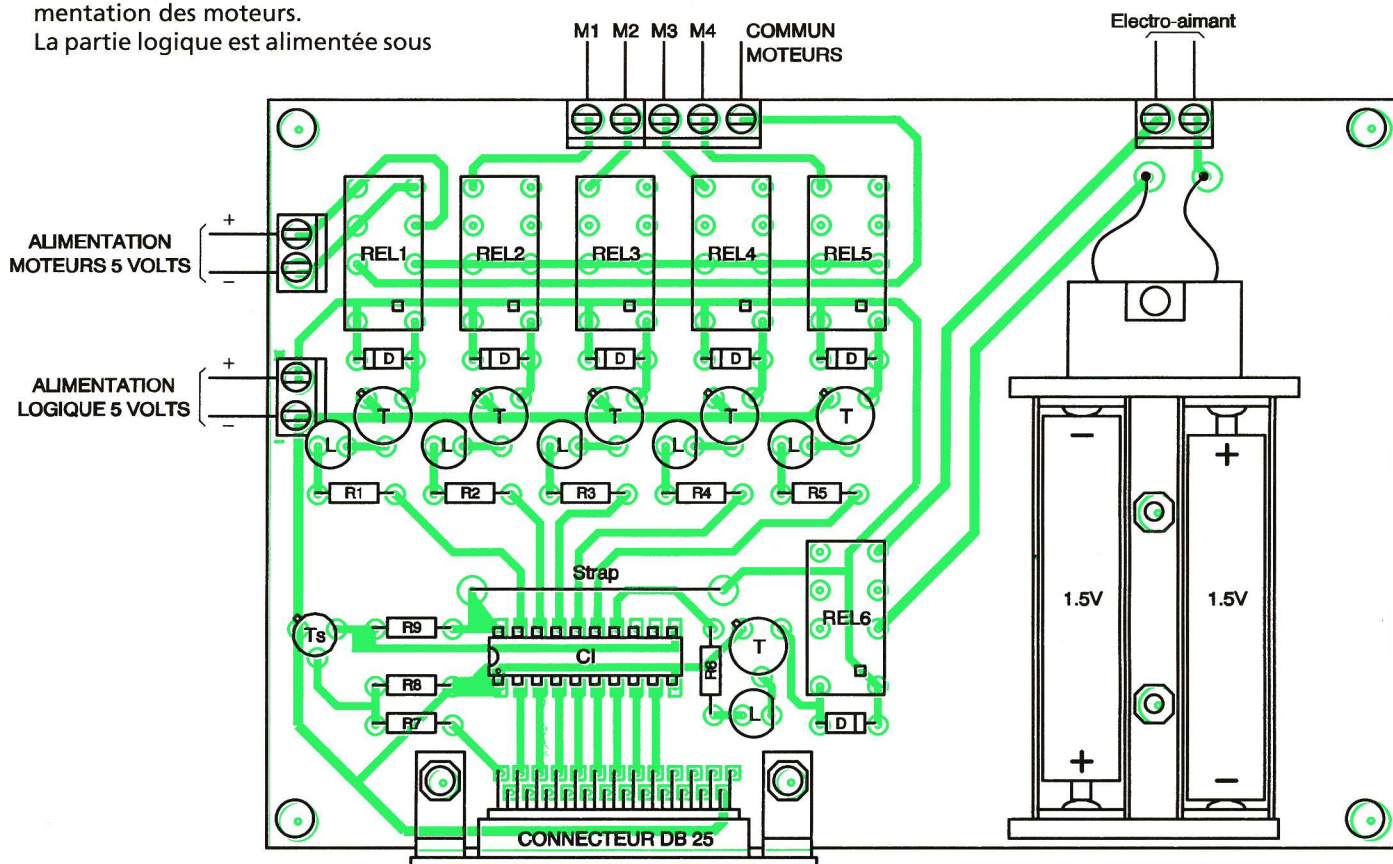 mentation des moteurs.
La partie logique est alimentée sous
M1 M2 M3 M4 COMMUN
MOTEURS
Electro-aimant
+
ALIMENTATION
MOTEURS 5 VOLTS
–
REL1 REL2 REL3 REL4 REL5
D D D D D
+
ALIMENTATION
LOGIQUE 5 VOLTS
–
T T T T T
L L L L L
R1 R2 R3 R4 R5
– +
1.5V 1.5V
+ –
Strap
REL6
Ts
R9
CI
T
R6
R8
L
R7
D
CONNECTEUR DB 25